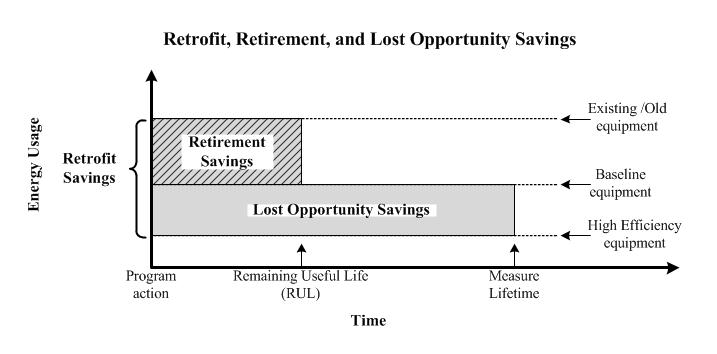 Retrofit, Retirement, and Lost Opportunity Savings
Energy Usage
Retrofit
Savings
Retirement
Savings
Lost Opportunity Savings
Existing /Old
equipment
Baseline
equipment
High Efficiency
equipment
Program
action
Remaining Useful Life
(RUL)
Measure
Lifetime
Time